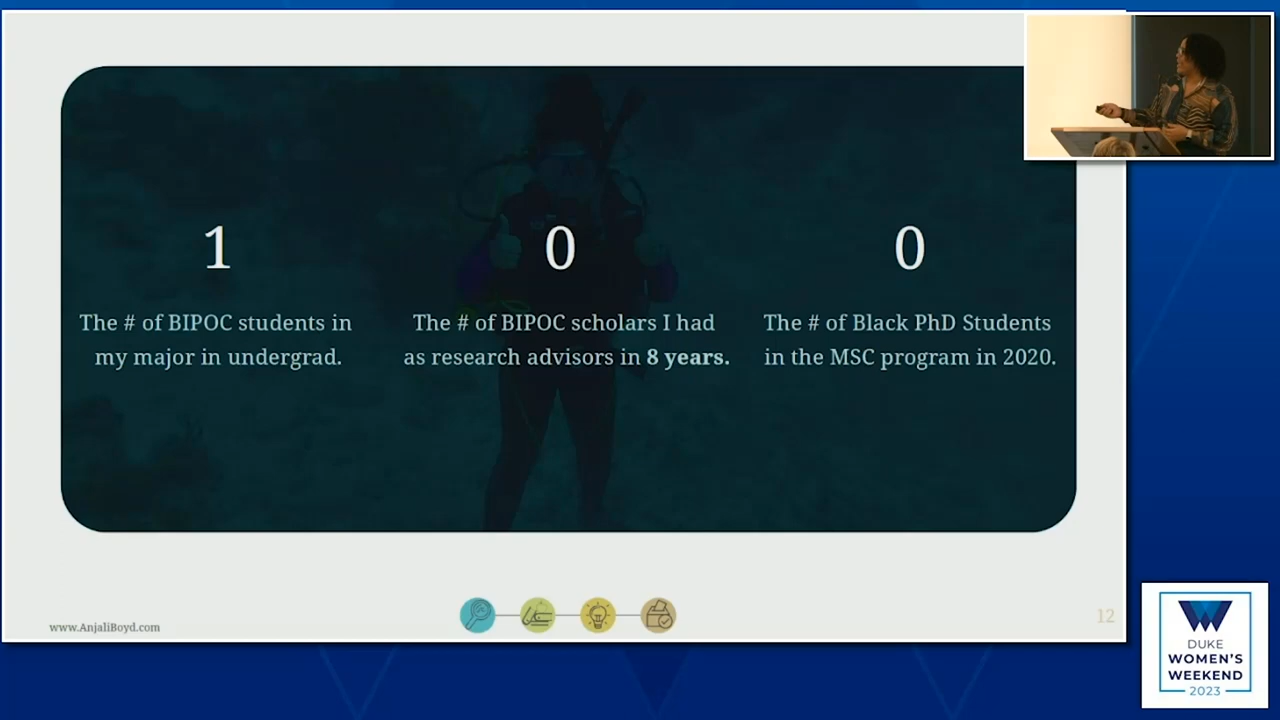 1
The # of BIPOC students in
my major in undergrad.
0
The # of BIPOC scholars I had
as research advisors in 8 years.
0
The # of Black PhD Students
in the MSC program in 2020.
www.AnjaliBoyd.com
12
DUKE
WOMEN'S
WEEKEND
2023